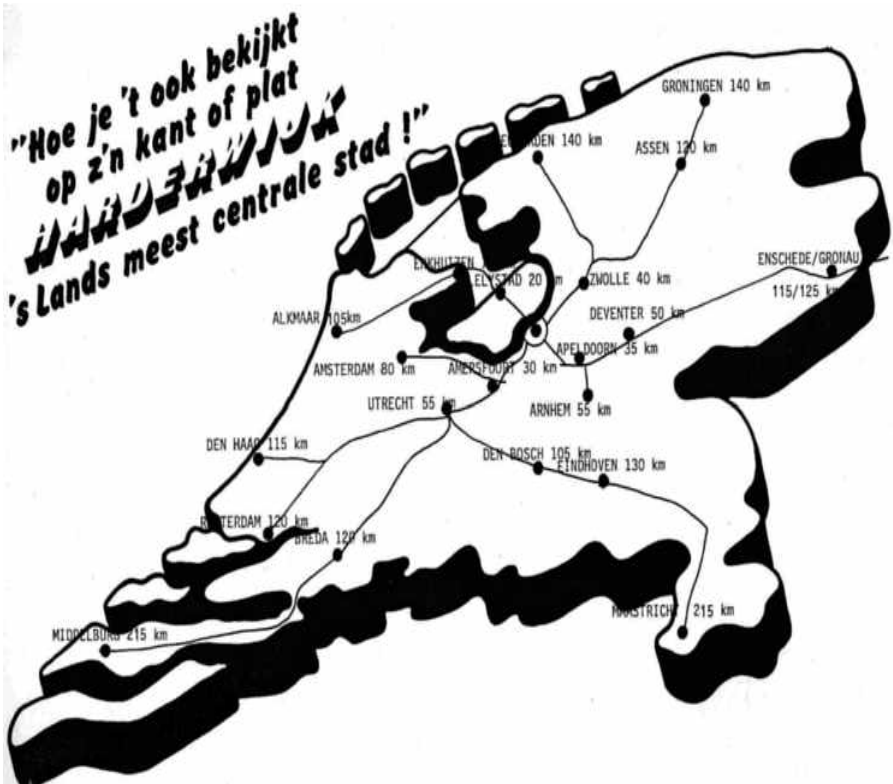 "Hoe je 't ook bekijkt
op z'n kant of plat
HARDERWIJK
's Lands meest centrale stad !"
GRONINGEN 140 km
140 km
ASSEN 120 km
ENKHUIZEN
LELYSTAD 20 km
ZWOLLE 40 km
ENSCHEDE/GRONAU
115/125 km
ALKMAAR 105km
DEVENTER 50 km
APELDOORN 35 km
AMSTERDAM 80 km
AMERSFOORT 30 km
UTRECHT 55 km
ARNHEM 55 km
DEN HAAG 115 km
DEN BOSCH 105 km
EINDHOVEN 130 km
ROTTERDAM 120 km
BREDA 120 km
MIDDELBURG 215 km
MAASTRICHT 215 km